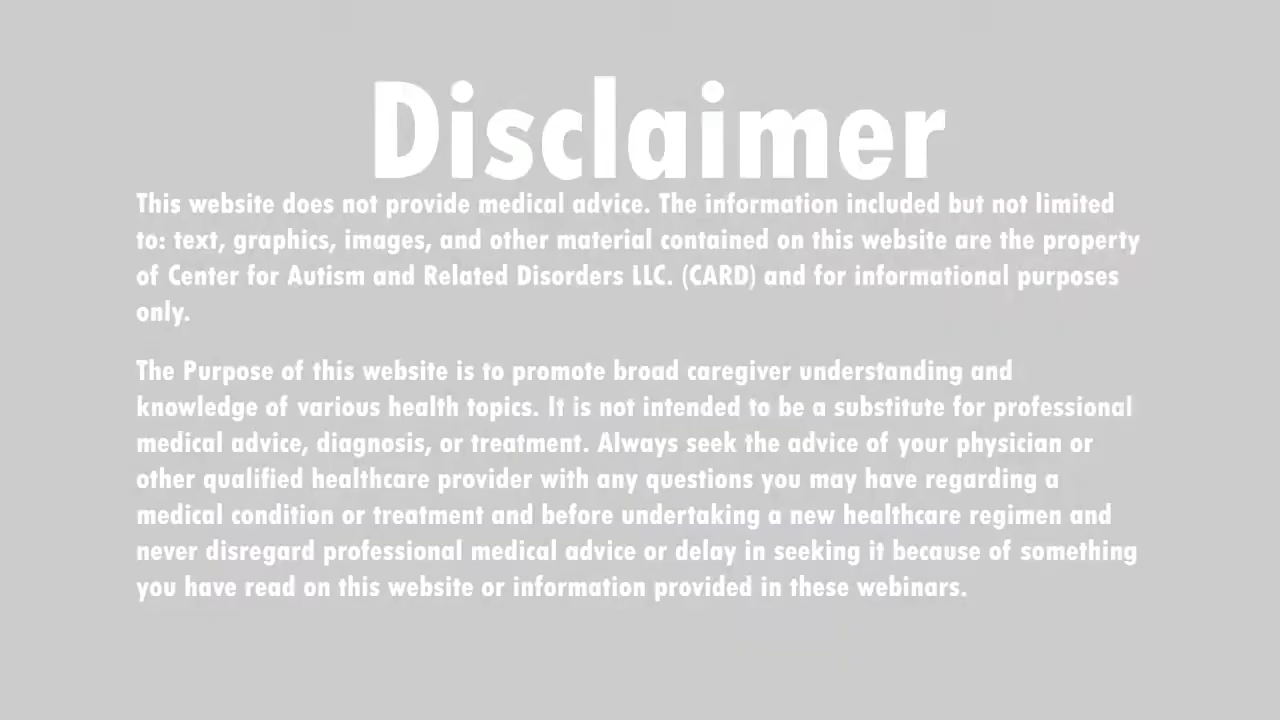 Disclaimer
This website does not provide medical advice. The information included but not limited
to: text, graphics, images, and other material contained on this website are the property
of Center for Autism and Related Disorders LLC. (CARD) and for informational purposes
only.
The Purpose of this website is to promote broad caregiver understanding and
knowledge of various health topics. It is not intended to be a substitute for professional
medical advice, diagnosis, or treatment. Always seek the advice of your physician or
other qualified healthcare provider with any questions you may have regarding a
medical condition or treatment and before undertaking a new healthcare regimen and
never disregard professional medical advice or delay in seeking it because of something
you have read on this website or information provided in these webinars.